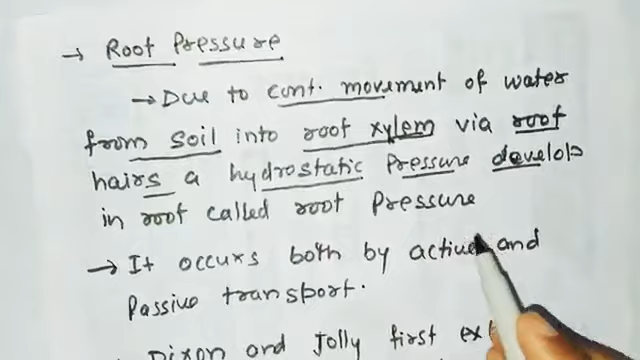 → Root Pressure
→ Due to cont. movement of water
from soil into root xylem via root
hairs a hydrostatic Pressure develop
in root called root Pressure
→ It occurs both by active and
Passive transport.
Dixon and Jolly first